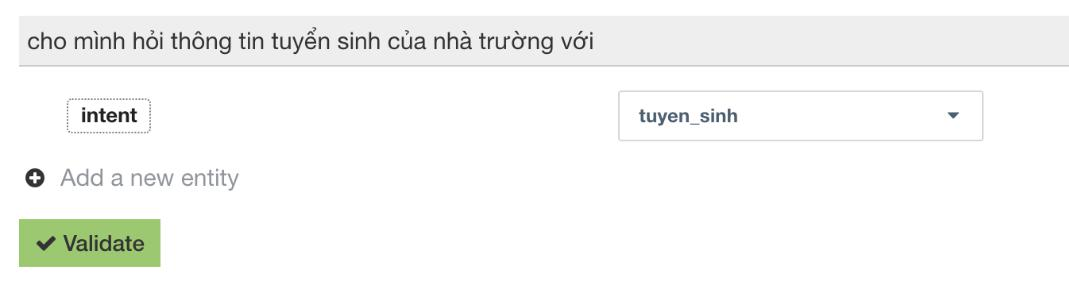 cho mình hỏi thông tin tuyển sinh của nhà trường với
intent
tuyen_sinh
Add a new entity
Validate